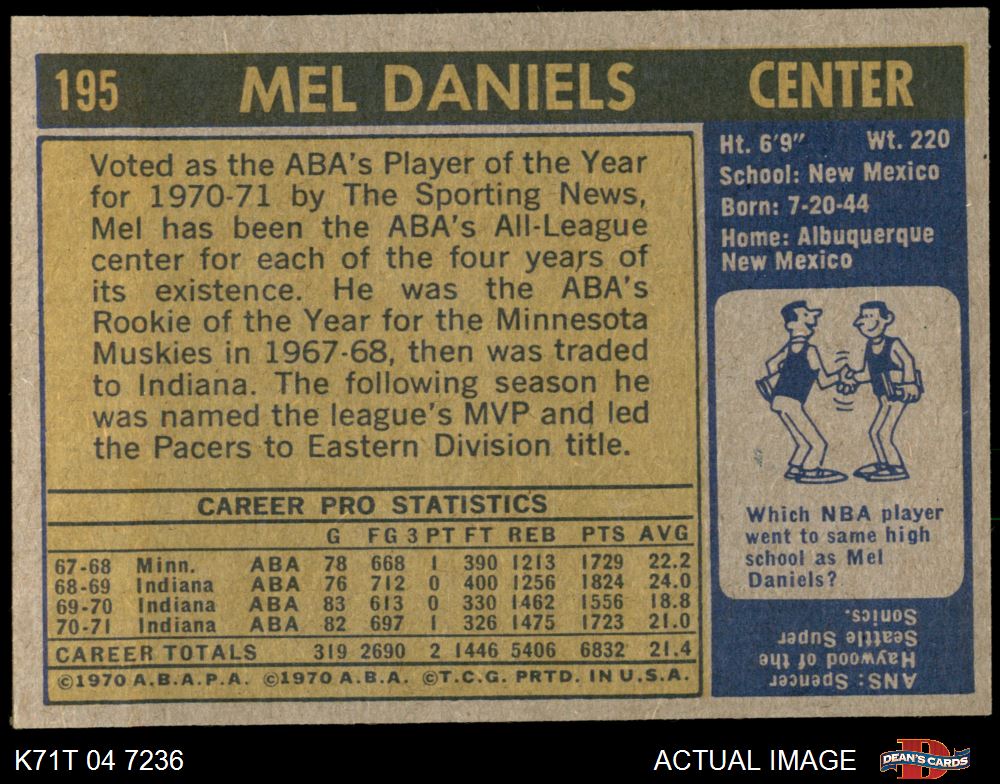 195 MEL DANIELS CENTER
Voted as the ABA's Player of the Year
for 1970-71 by The Sporting News,
Mel has been the ABA's All-League
center for each of the four years of
its existence. He was the ABA's
Rookie of the Year for the Minnesota
Muskies in 1967-68, then was traded
to Indiana. The following season he
was named the league's MVP and led
the Pacers to Eastern Division title.
Ht. 6'9" Wt. 220
School: New Mexico
Born: 7-20-44
Home: Albuquerque
New Mexico
Which NBA player
went to same high
school as Mel
Daniels?
ANS: Spencer
Haywood of the
Seattle Super
Sonics.
CAREER PRO STATISTICS
G FG 3 PT FT REB PTS AVG
67-68 Minn. ABA 78 668 1 390 1213 1729 22.2
68-69 Indiana ABA 76 712 0 400 1256 1824 24.0
69-70 Indiana ABA 83 613 0 330 1462 1556 18.8
70-71 Indiana ABA 82 697 1 326 1475 1723 21.0
CAREER TOTALS 319 2690 2 1446 5406 6832 21.4
©1970 A.B.A.P.A. ©1970 A.B.A. ©T.C.G. PRTD. IN U.S.A.
K71T 04 7236 ACTUAL IMAGE
D
DEAN'S CARDS